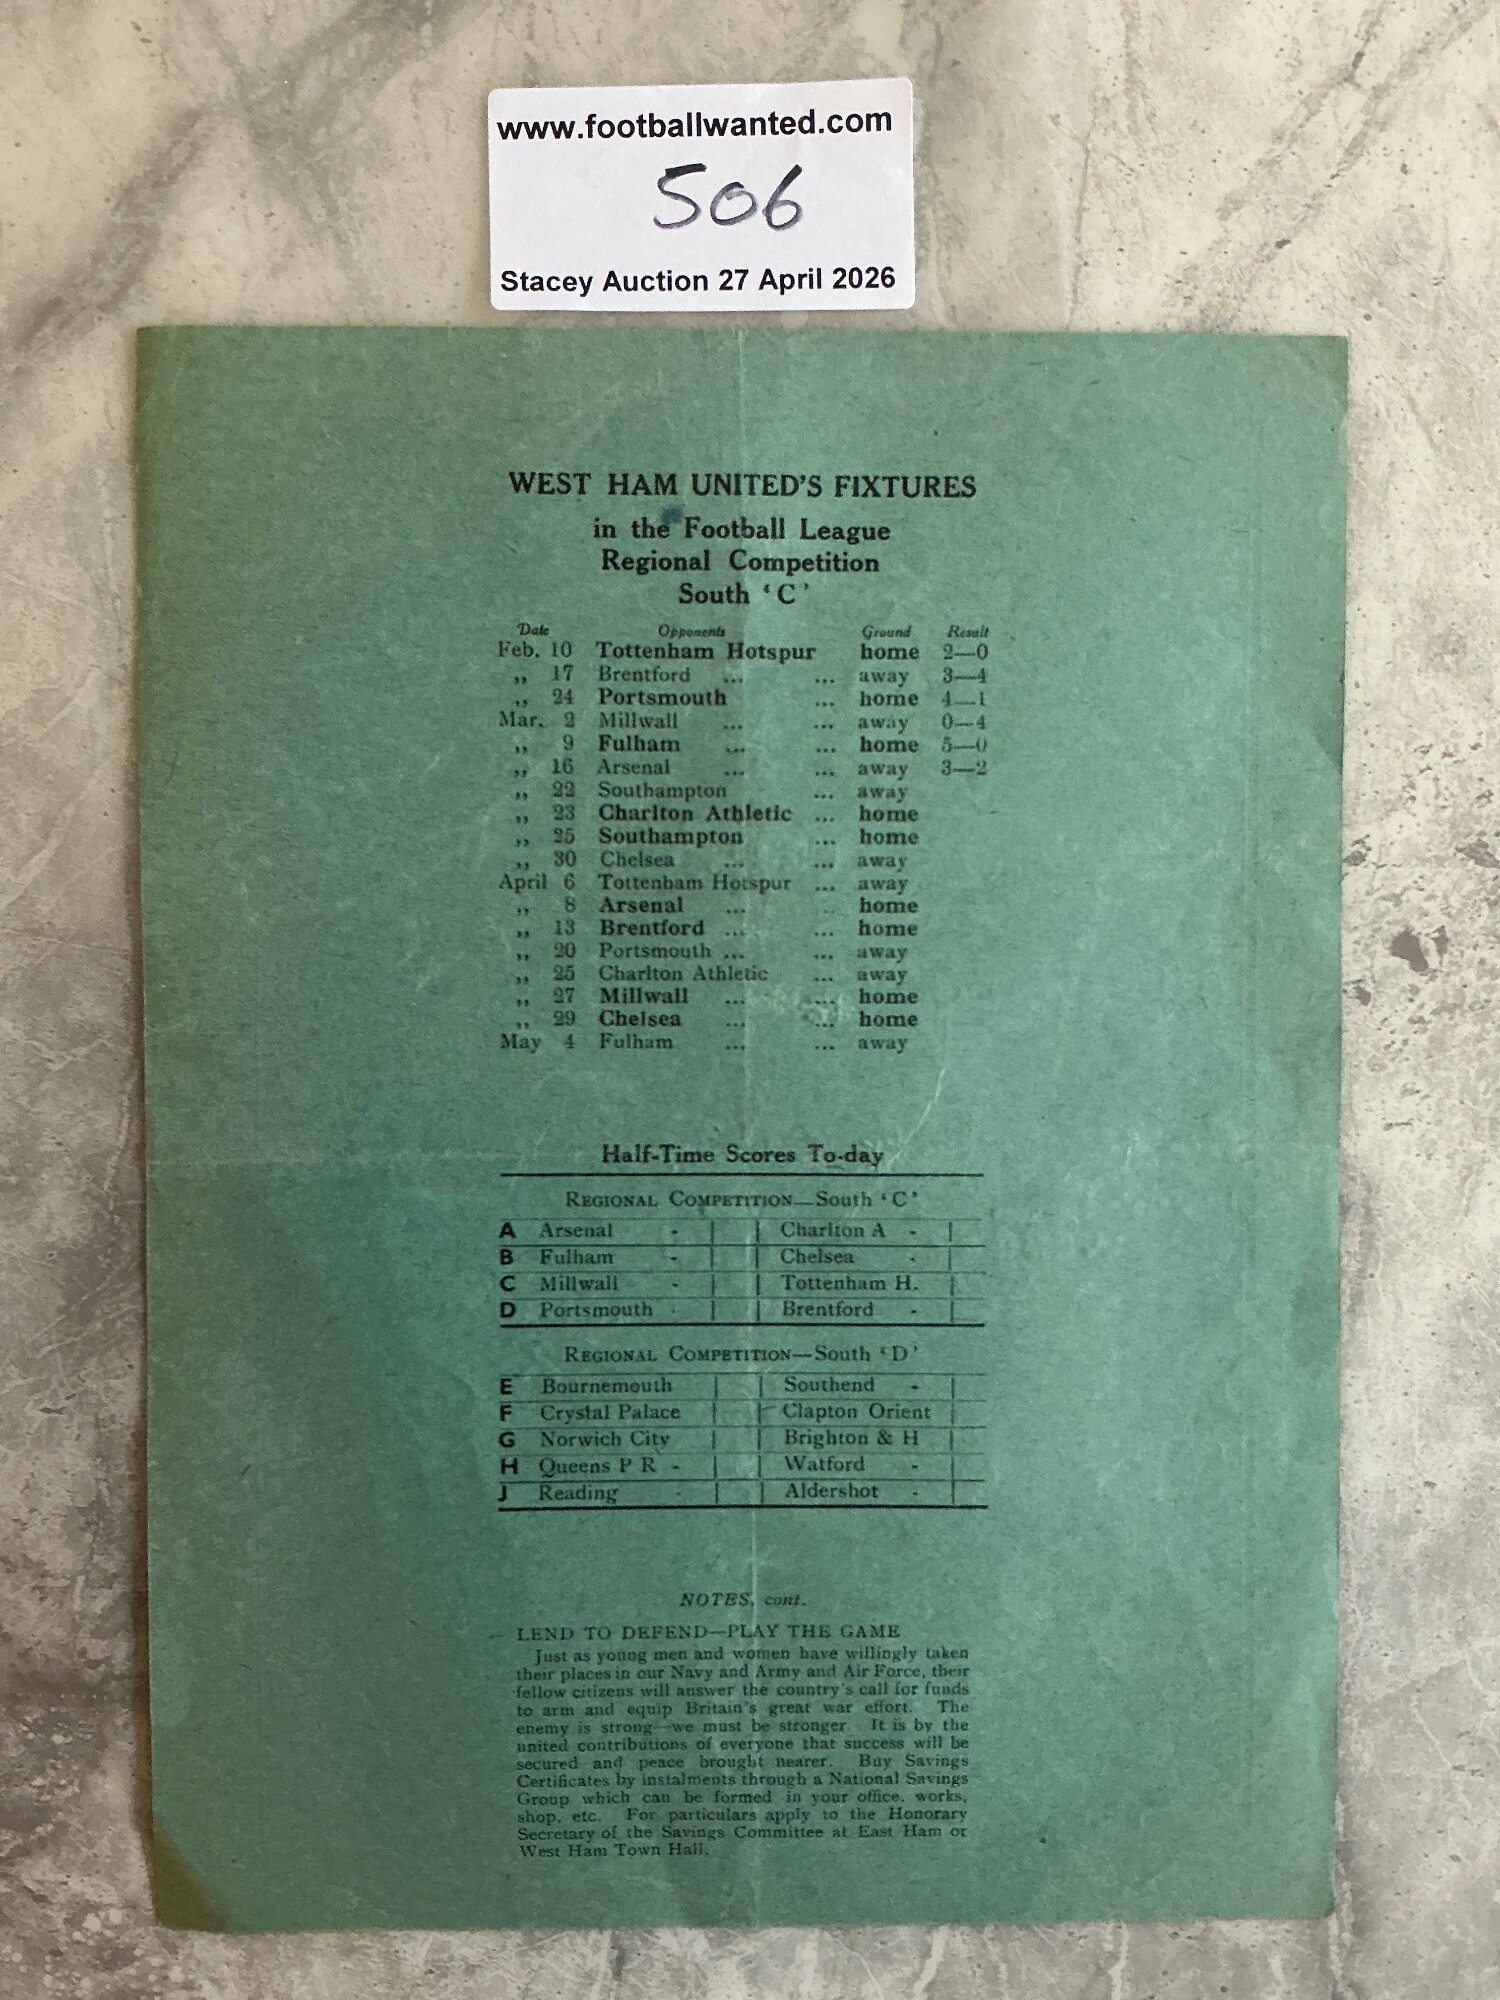 www.footballwanted.com
506
Stacey Auction 27 April 2026
WEST HAM UNITED'S FIXTURES
in the Football League
Regional Competition
South 'C'
Date Opponents Ground Result
Feb. 10 Tottenham Hotspur home 2—0
,, 17 Brentford ... ... away 3—4
,, 24 Portsmouth ... home 4—1
Mar. 2 Millwall ... ... away 0—4
,, 9 Fulham ... ... home 5—0
,, 16 Arsenal ... ... away 3—2
,, 22 Southampton ... away
,, 23 Charlton Athletic ... home
,, 25 Southampton ... home
,, 30 Chelsea ... ... away
April 6 Tottenham Hotspur ... away
,, 8 Arsenal ... ... home
,, 13 Brentford ... ... home
,, 20 Portsmouth ... ... away
,, 25 Charlton Athletic ... away
,, 27 Millwall ... ... home
,, 29 Chelsea ... ... home
May 4 Fulham ... ... away
Half-Time Scores To-day
REGIONAL COMPETITION—South 'C'
A Arsenal - Charlton A -
B Fulham - Chelsea -
C Millwall - Tottenham H.
D Portsmouth - Brentford -
REGIONAL COMPETITION—South 'D'
E Bournemouth Southend -
F Crystal Palace Clapton Orient
G Norwich City Brighton & H
H Queens P R - Watford -
J Reading - Aldershot -
NOTES, cont.
LEND TO DEFEND—PLAY THE GAME
Just as young men and women have willingly taken
their places in our Navy and Army and Air Force, their
fellow citizens will answer the country's call for funds
to arm and equip Britain's great war effort. The
enemy is strong—we must be stronger It is by the
united contributions of everyone that success will be
secured and peace brought nearer. Buy Savings
Certificates by instalments through a National Savings
Group which can be formed in your office, works,
shop, etc. For particulars apply to the Honorary
Secretary of the Savings Committee at East Ham or
West Ham Town Hall.